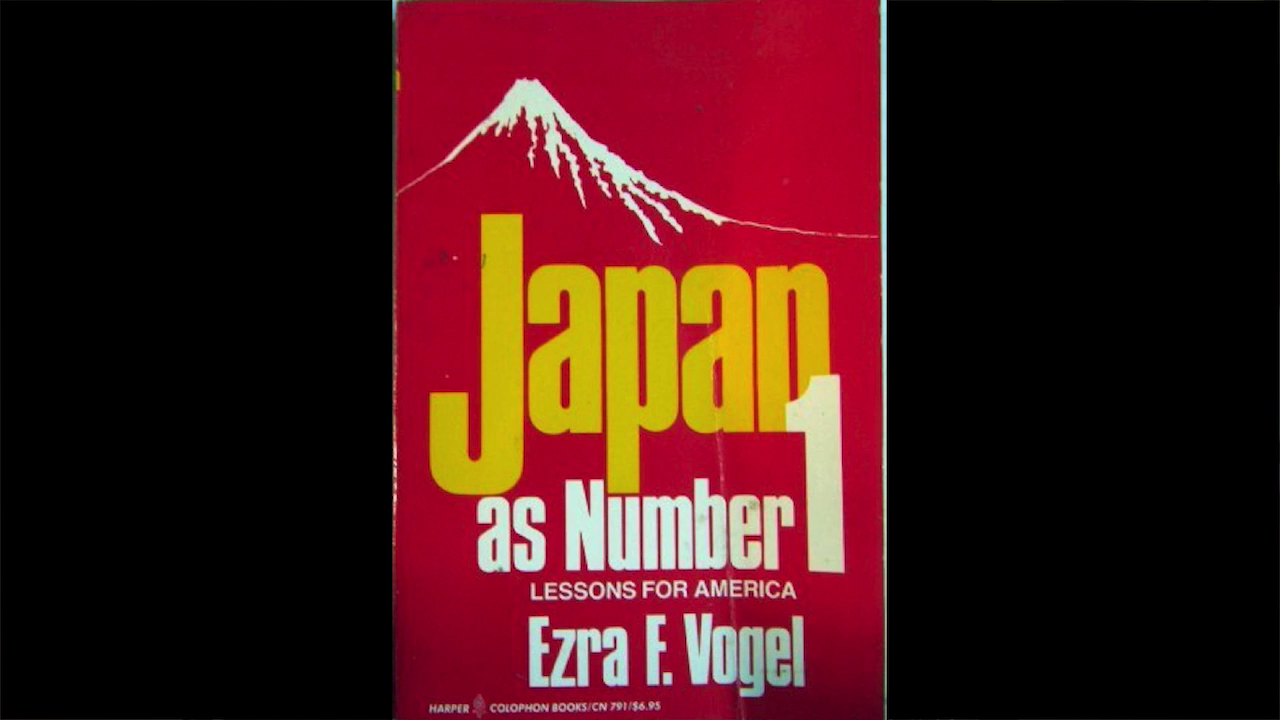 Japan
as Number 1
LESSONS FOR AMERICA
Ezra F. Vogel
HARPER COLOPHON BOOKS/CN 791/$6.95